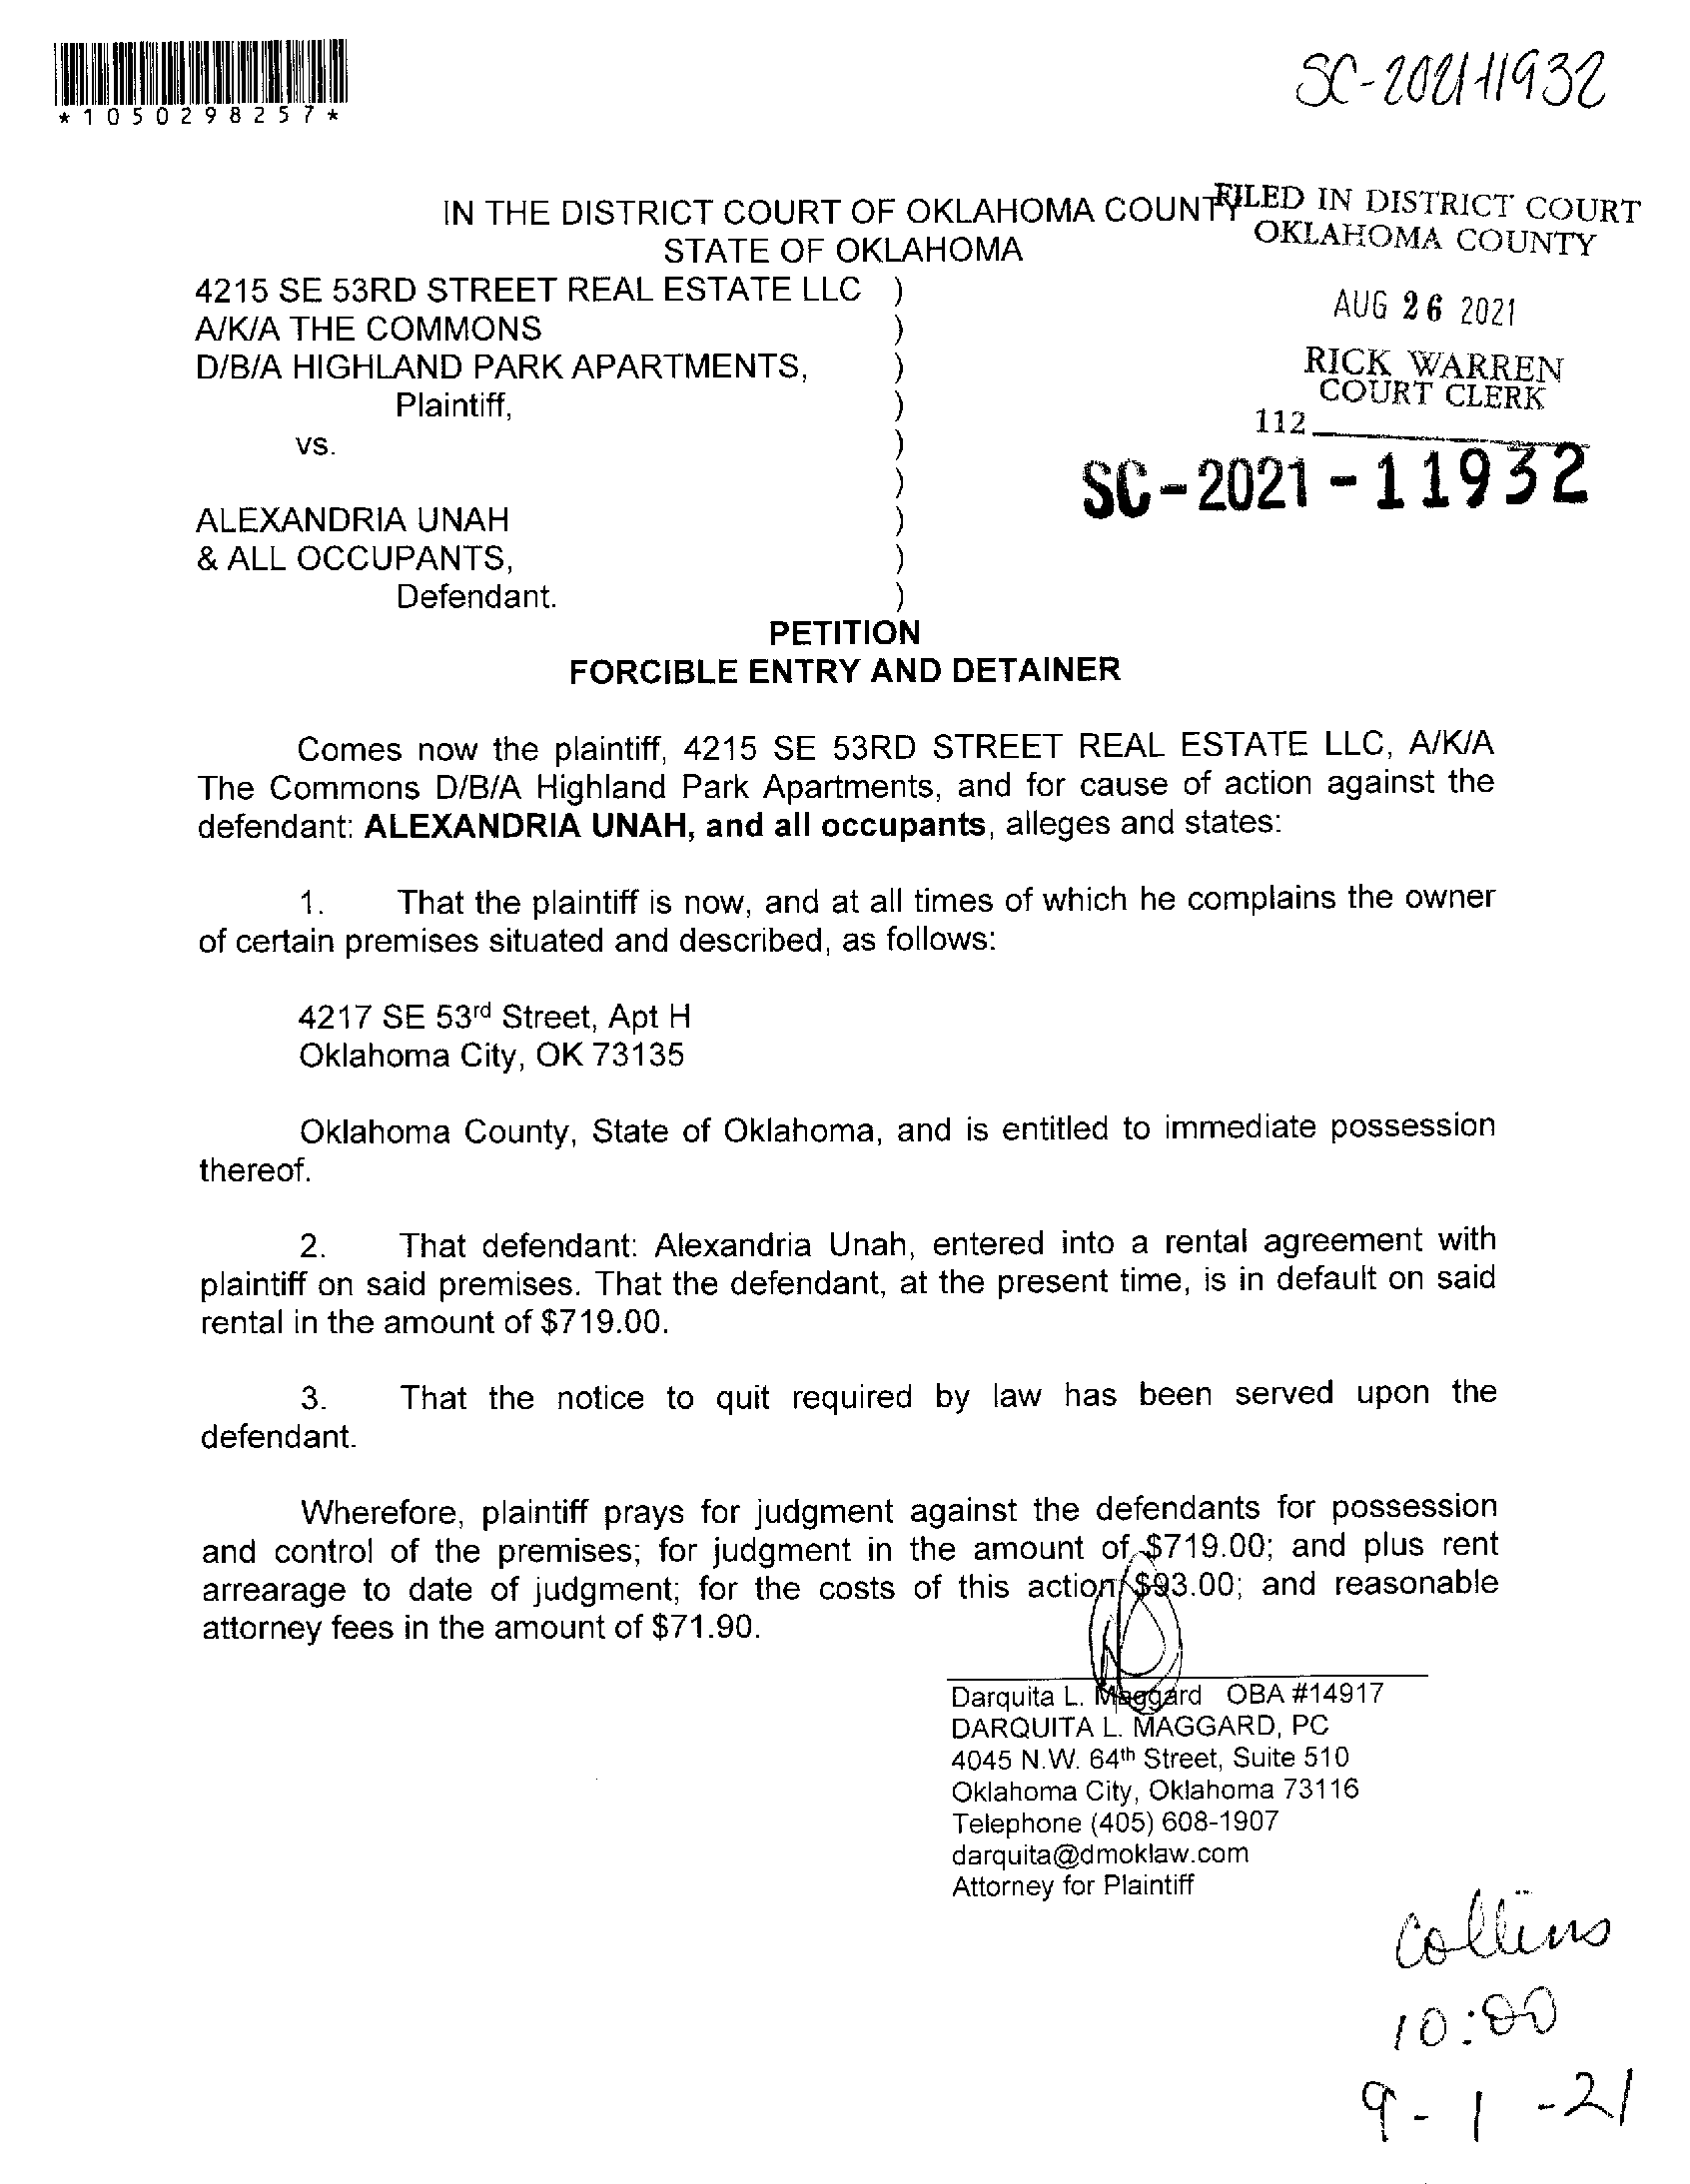 SC-2021-11932
*1050298257*
IN THE DISTRICT COURT OF OKLAHOMA COUNTY
STATE OF OKLAHOMA
FILED IN DISTRICT COURT
OKLAHOMA COUNTY
AUG 26 2021
RICK WARREN
COURT CLERK
112
SC-2021-11932
4215 SE 53RD STREET REAL ESTATE LLC )
A/K/A THE COMMONS )
D/B/A HIGHLAND PARK APARTMENTS, )
Plaintiff, )
vs. )
)
ALEXANDRIA UNAH )
& ALL OCCUPANTS, )
Defendant. )
PETITION
FORCIBLE ENTRY AND DETAINER
Comes now the plaintiff, 4215 SE 53RD STREET REAL ESTATE LLC, A/K/A
The Commons D/B/A Highland Park Apartments, and for cause of action against the
defendant: ALEXANDRIA UNAH, and all occupants, alleges and states:
1. That the plaintiff is now, and at all times of which he complains the owner
of certain premises situated and described, as follows:
4217 SE 53rd Street, Apt H
Oklahoma City, OK 73135
Oklahoma County, State of Oklahoma, and is entitled to immediate possession
thereof.
2. That defendant: Alexandria Unah, entered into a rental agreement with
plaintiff on said premises. That the defendant, at the present time, is in default on said
rental in the amount of $719.00.
3. That the notice to quit required by law has been served upon the
defendant.
Wherefore, plaintiff prays for judgment against the defendants for possession
and control of the premises; for judgment in the amount of $719.00; and plus rent
arrearage to date of judgment; for the costs of this action $93.00; and reasonable
attorney fees in the amount of $71.90.
Darquita L. Maggard OBA #14917
DARQUITA L. MAGGARD, PC
4045 N.W. 64th Street, Suite 510
Oklahoma City, Oklahoma 73116
Telephone (405) 608-1907
darquita@dmoklaw.com
Attorney for Plaintiff
Collins
10:00
9-1-21